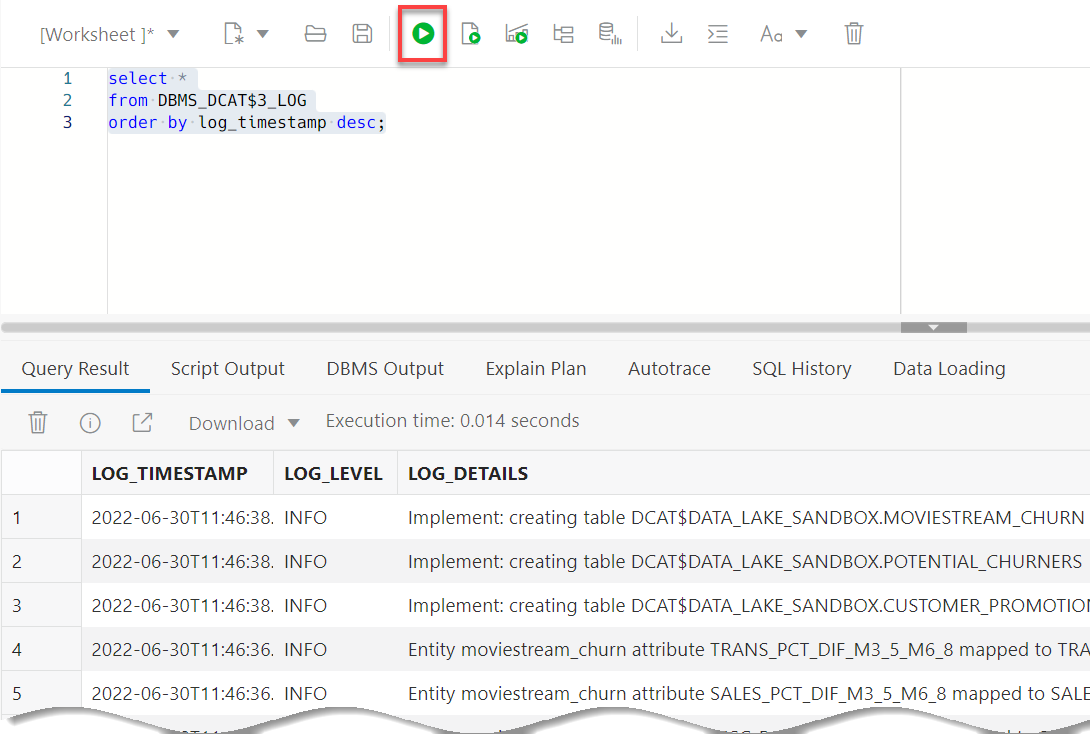 [Worksheet ]*
Aa
1 select *
2 from DBMS_DCAT$3_LOG
3 order by log_timestamp desc;
Query Result Script Output DBMS Output Explain Plan Autotrace SQL History Data Loading
Download Execution time: 0.014 seconds
LOG_TIMESTAMP LOG_LEVEL LOG_DETAILS
1 2022-06-30T11:46:38. INFO Implement: creating table DCAT$DATA_LAKE_SANDBOX.MOVIESTREAM_CHURN
2 2022-06-30T11:46:38. INFO Implement: creating table DCAT$DATA_LAKE_SANDBOX.POTENTIAL_CHURNERS
3 2022-06-30T11:46:38. INFO Implement: creating table DCAT$DATA_LAKE_SANDBOX.CUSTOMER_PROMOTION
4 2022-06-30T11:46:36. INFO Entity moviestream_churn attribute TRANS_PCT_DIF_M3_5_M6_8 mapped to TRA
5 2022-06-30T11:46:36. INFO Entity moviestream_churn attribute SALES_PCT_DIF_M3_5_M6_8 mapped to SALE